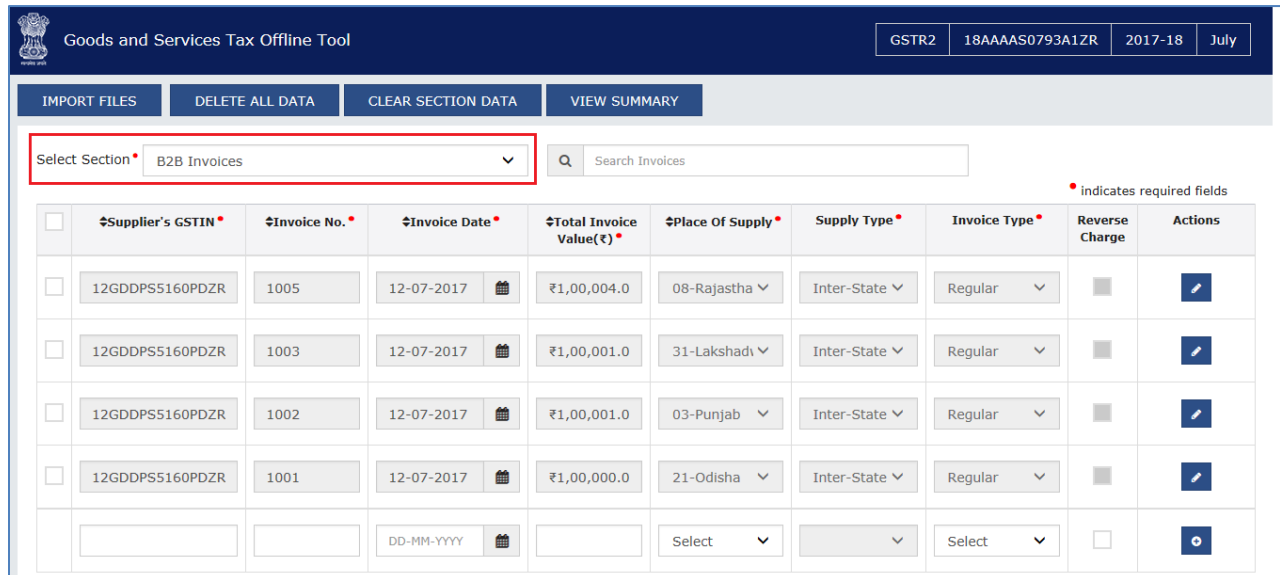 Goods and Services Tax Offline Tool
GSTR2 18AAAAS0793A1ZR 2017-18 July
IMPORT FILES DELETE ALL DATA CLEAR SECTION DATA VIEW SUMMARY
Select Section• B2B Invoices Search Invoices
• indicates required fields
Supplier's GSTIN• Invoice No.• Invoice Date• Total Invoice Value(₹)• Place Of Supply• Supply Type• Invoice Type• Reverse Charge Actions
12GDDPS5160PDZR 1005 12-07-2017 ₹1,00,004.0 08-Rajastha Inter-State Regular
12GDDPS5160PDZR 1003 12-07-2017 ₹1,00,001.0 31-Lakshadv Inter-State Regular
12GDDPS5160PDZR 1002 12-07-2017 ₹1,00,001.0 03-Punjab Inter-State Regular
12GDDPS5160PDZR 1001 12-07-2017 ₹1,00,000.0 21-Odisha Inter-State Regular
DD-MM-YYYY Select Select